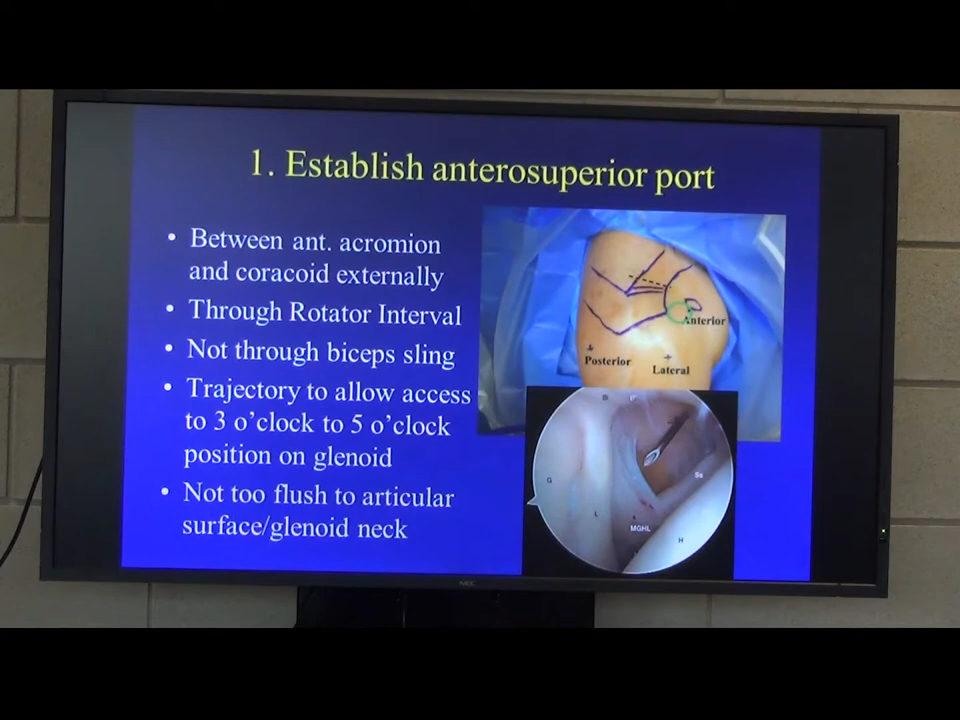 1. Establish anterosuperior port
• Between ant. acromion
and coracoid externally
• Through Rotator Interval
• Not through biceps sling
• Trajectory to allow access
to 3 o'clock to 5 o'clock
position on glenoid
• Not too flush to articular
surface/glenoid neck
Anterior
Posterior
Lateral
G
L
Ss
MGHL
H
NEC